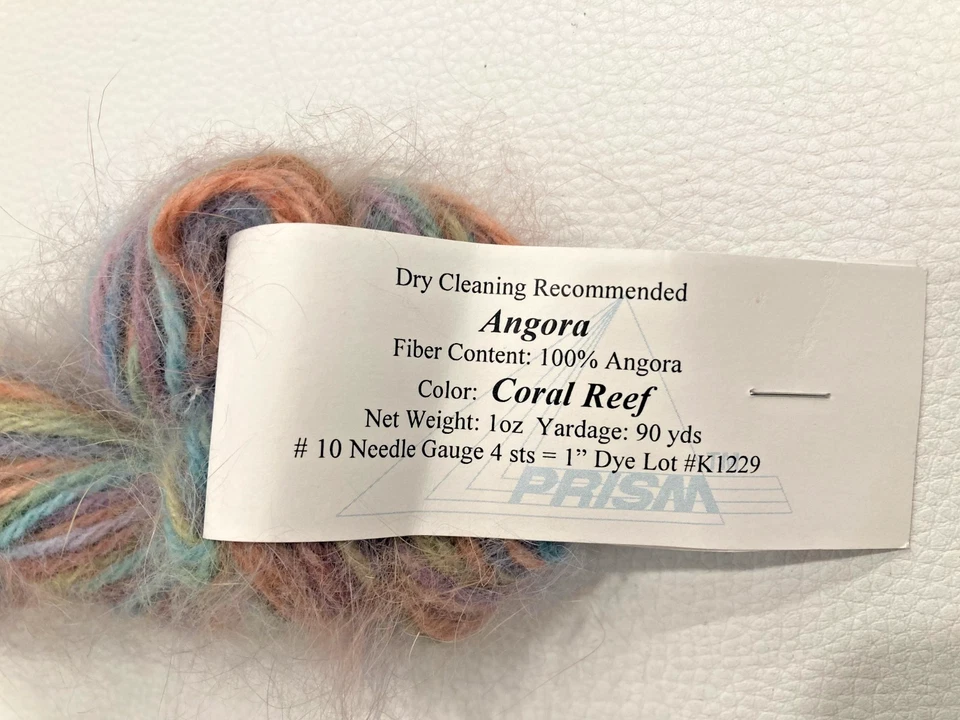 Dry Cleaning Recommended
Angora
Fiber Content: 100% Angora
Color: Coral Reef
Net Weight: 1oz Yardage: 90 yds
# 10 Needle Gauge 4 sts = 1” Dye Lot #K1229
PRISM™